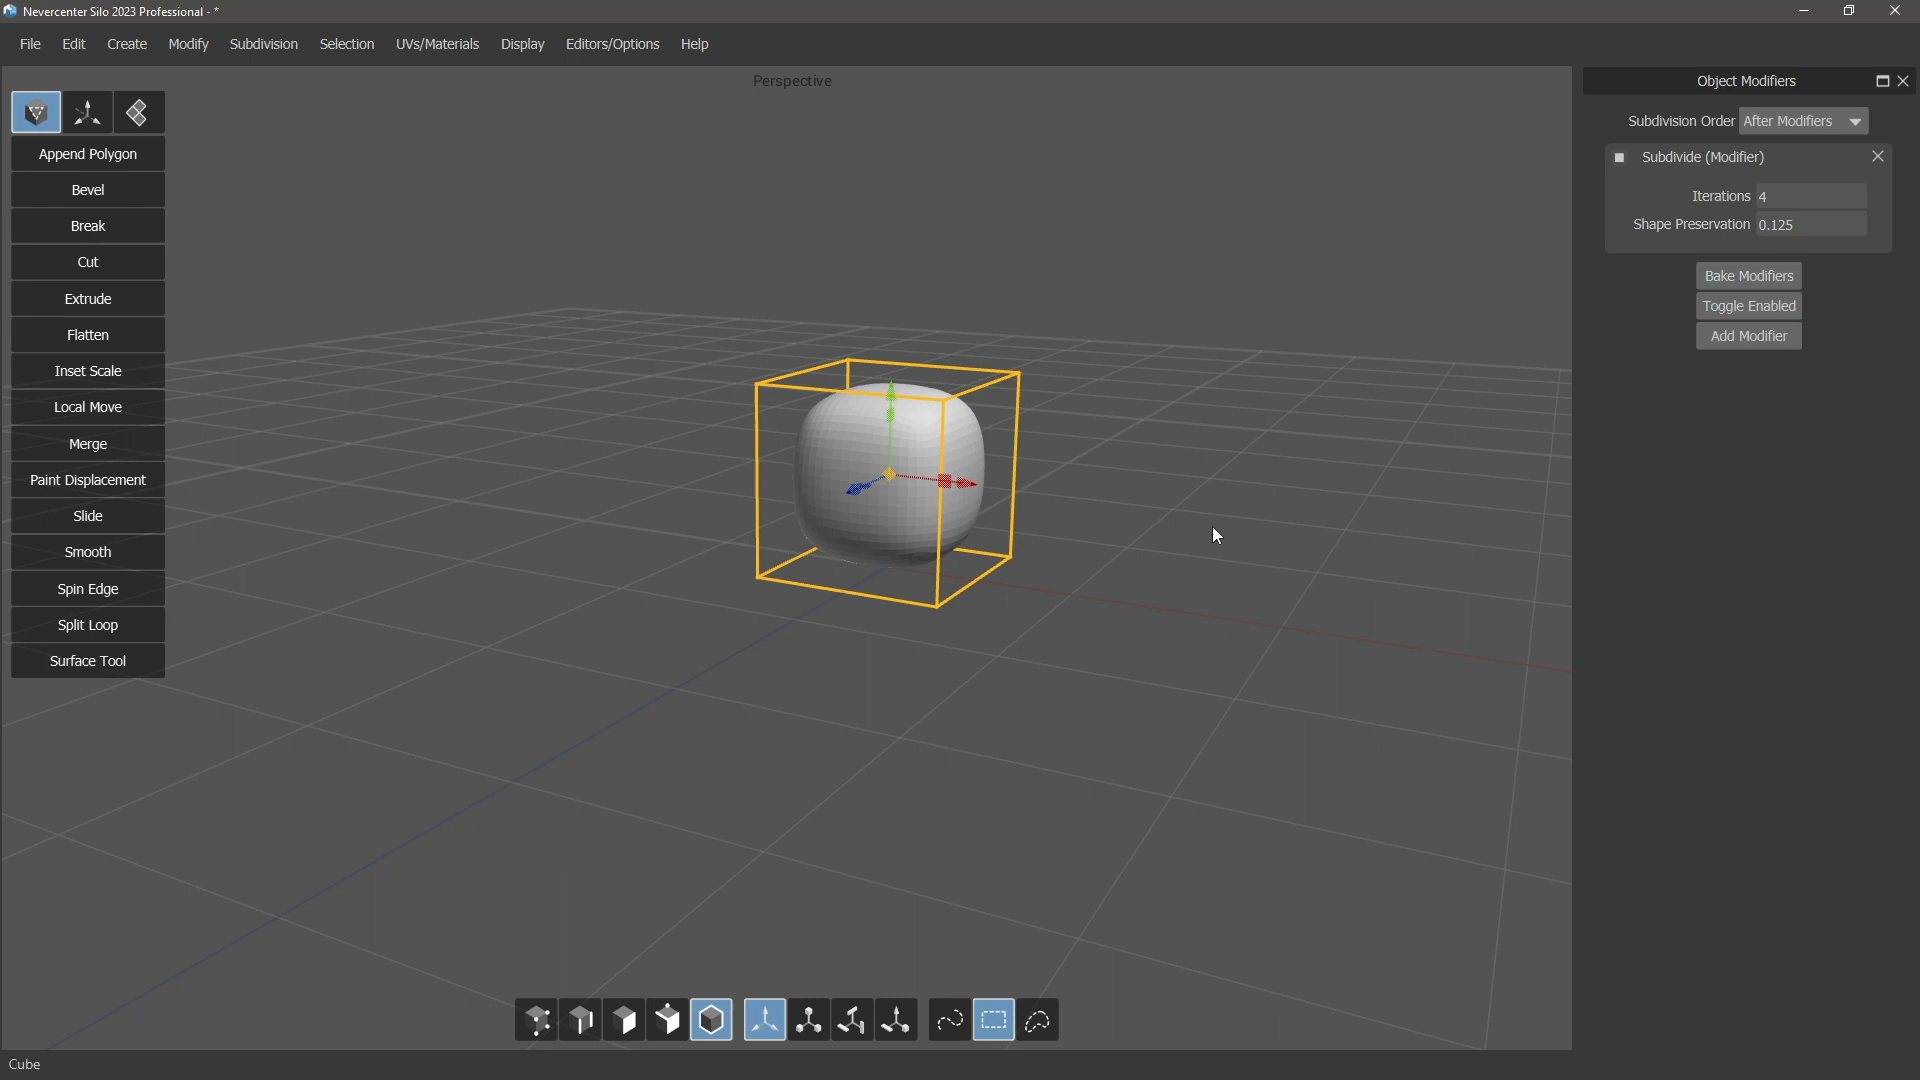 Nevercenter Silo 2023 Professional - *
File Edit Create Modify Subdivision Selection UVs/Materials Display Editors/Options Help
Perspective
Append Polygon
Bevel
Break
Cut
Extrude
Flatten
Inset Scale
Local Move
Merge
Paint Displacement
Slide
Smooth
Spin Edge
Split Loop
Surface Tool
Object Modifiers
Subdivision Order After Modifiers
Subdivide (Modifier)
Iterations 4
Shape Preservation 0.125
Bake Modifiers
Toggle Enabled
Add Modifier
Cube